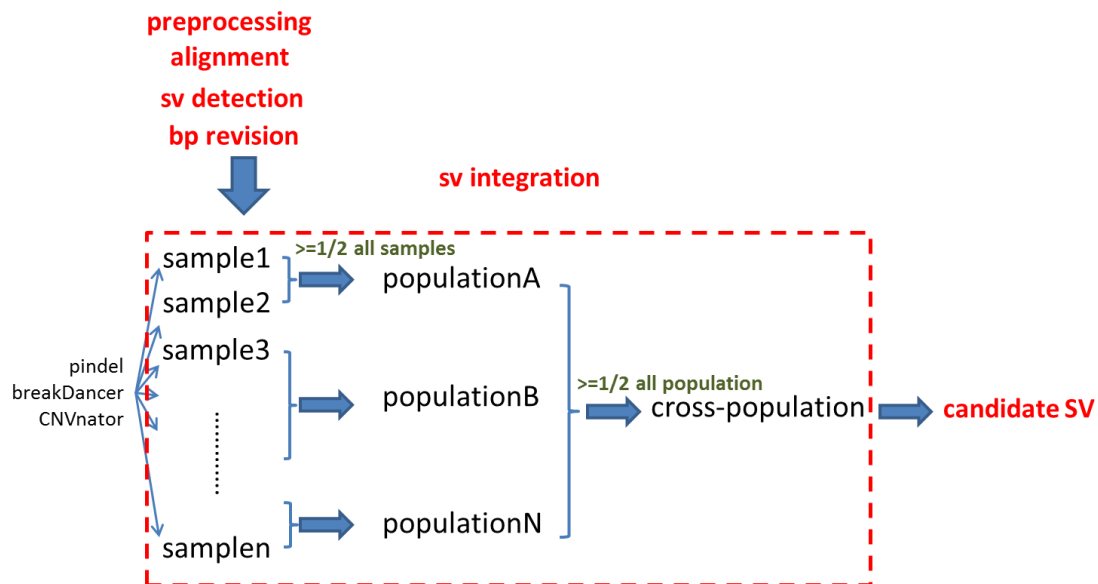 preprocessing
alignment
sv detection
bp revision
sv integration
>=1/2 all samples
sample1
populationA
sample2
sample3
pindel
breakDancer
CNVnator
populationB
>=1/2 all population
cross-population
candidate SV
populationN
samplen